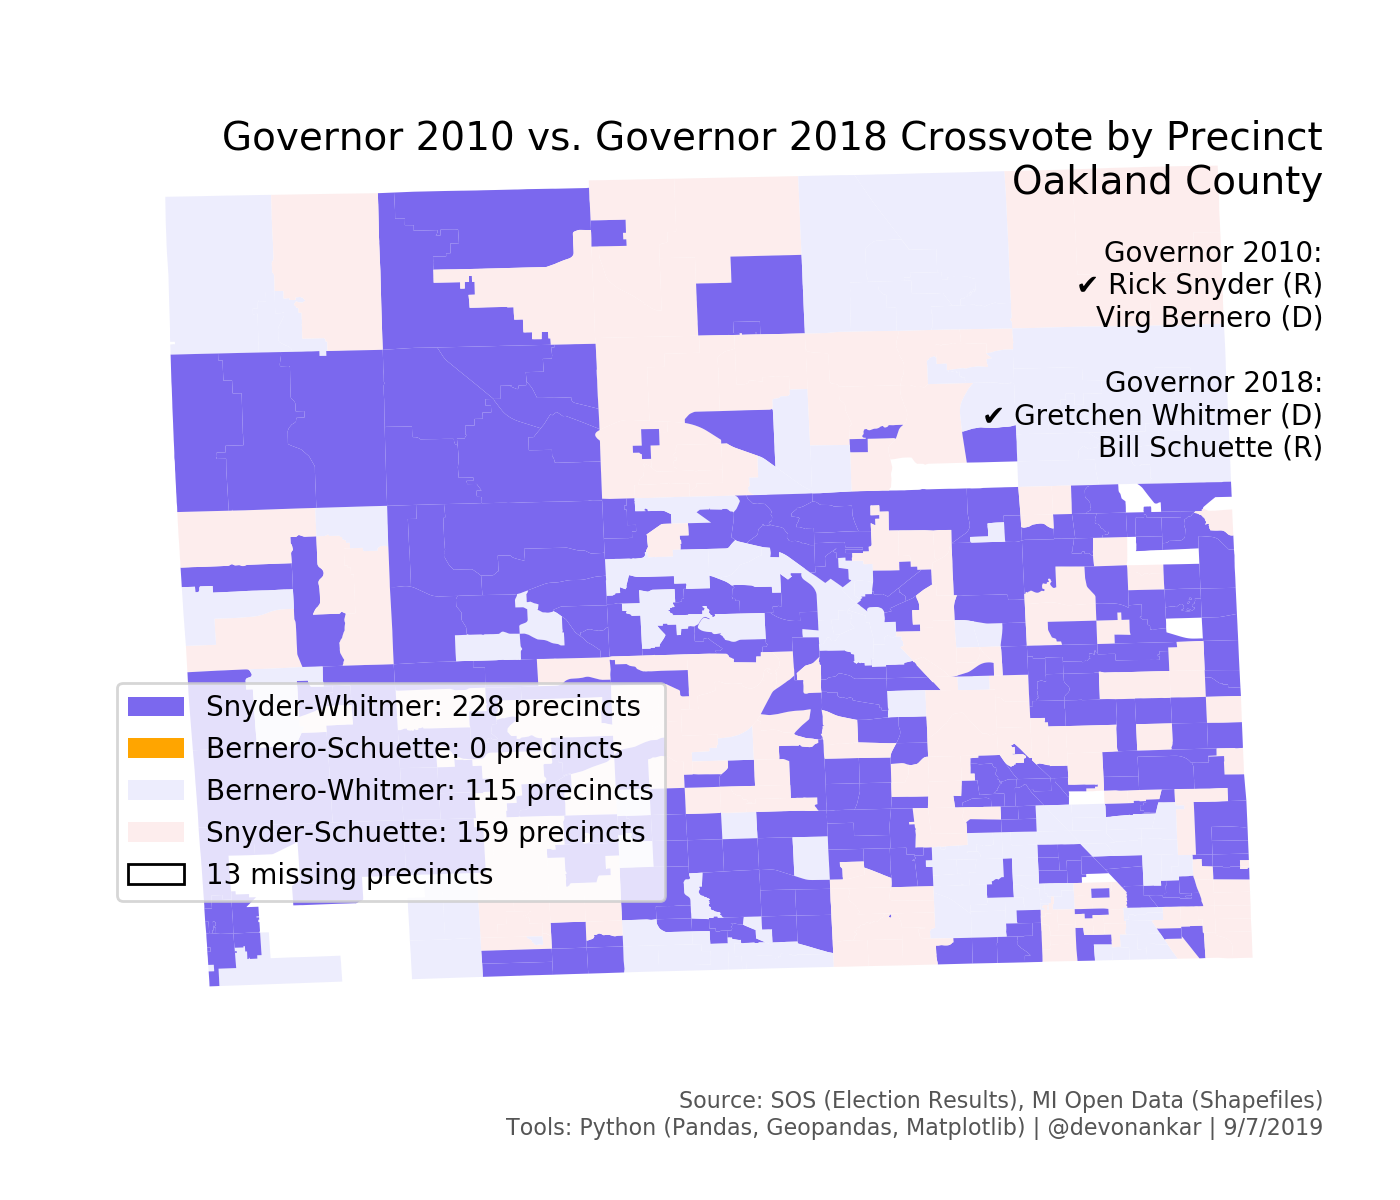 Governor 2010 vs. Governor 2018 Crossvote by Precinct
Oakland County
Governor 2010:
✔ Rick Snyder (R)
Virg Bernero (D)
Governor 2018:
✔ Gretchen Whitmer (D)
Bill Schuette (R)
Snyder-Whitmer: 228 precincts
Bernero-Schuette: 0 precincts
Bernero-Whitmer: 115 precincts
Snyder-Schuette: 159 precincts
13 missing precincts
Source: SOS (Election Results), MI Open Data (Shapefiles)
Tools: Python (Pandas, Geopandas, Matplotlib) | @devonankar | 9/7/2019